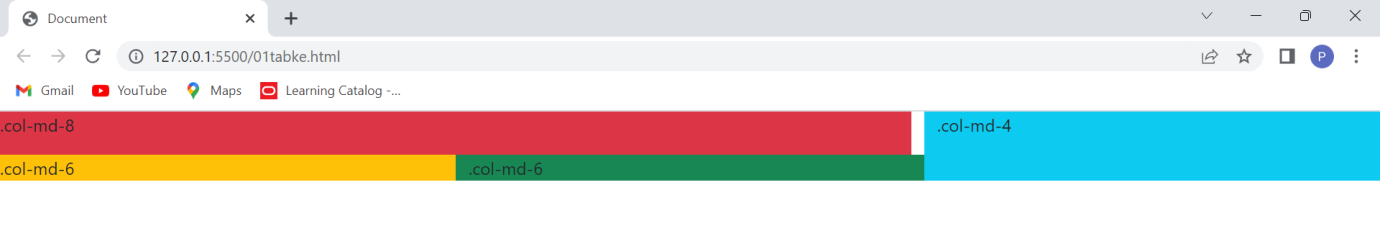 Document
127.0.0.1:5500/01tabke.html
P
Gmail YouTube Maps Learning Catalog -...
.col-md-8 .col-md-4
.col-md-6 .col-md-6